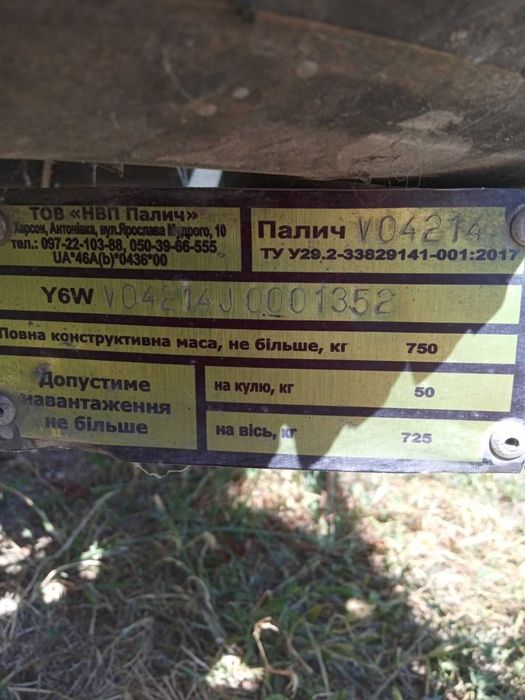 ТОВ «НВП Палич»
Херсон, Антонівка, вул.Ярослава Мудрого, 10
тел.: 097-22-103-88, 050-39-66-555
UA*46A(b)*0436*00
Палич V04214
ТУ У29.2-33829141-001:2017
Y6W V04214J0001352
Повна конструктивна маса, не більше, кг 750
Допустиме
навантаження
не більше
на кулю, кг 50
на вісь, кг 725